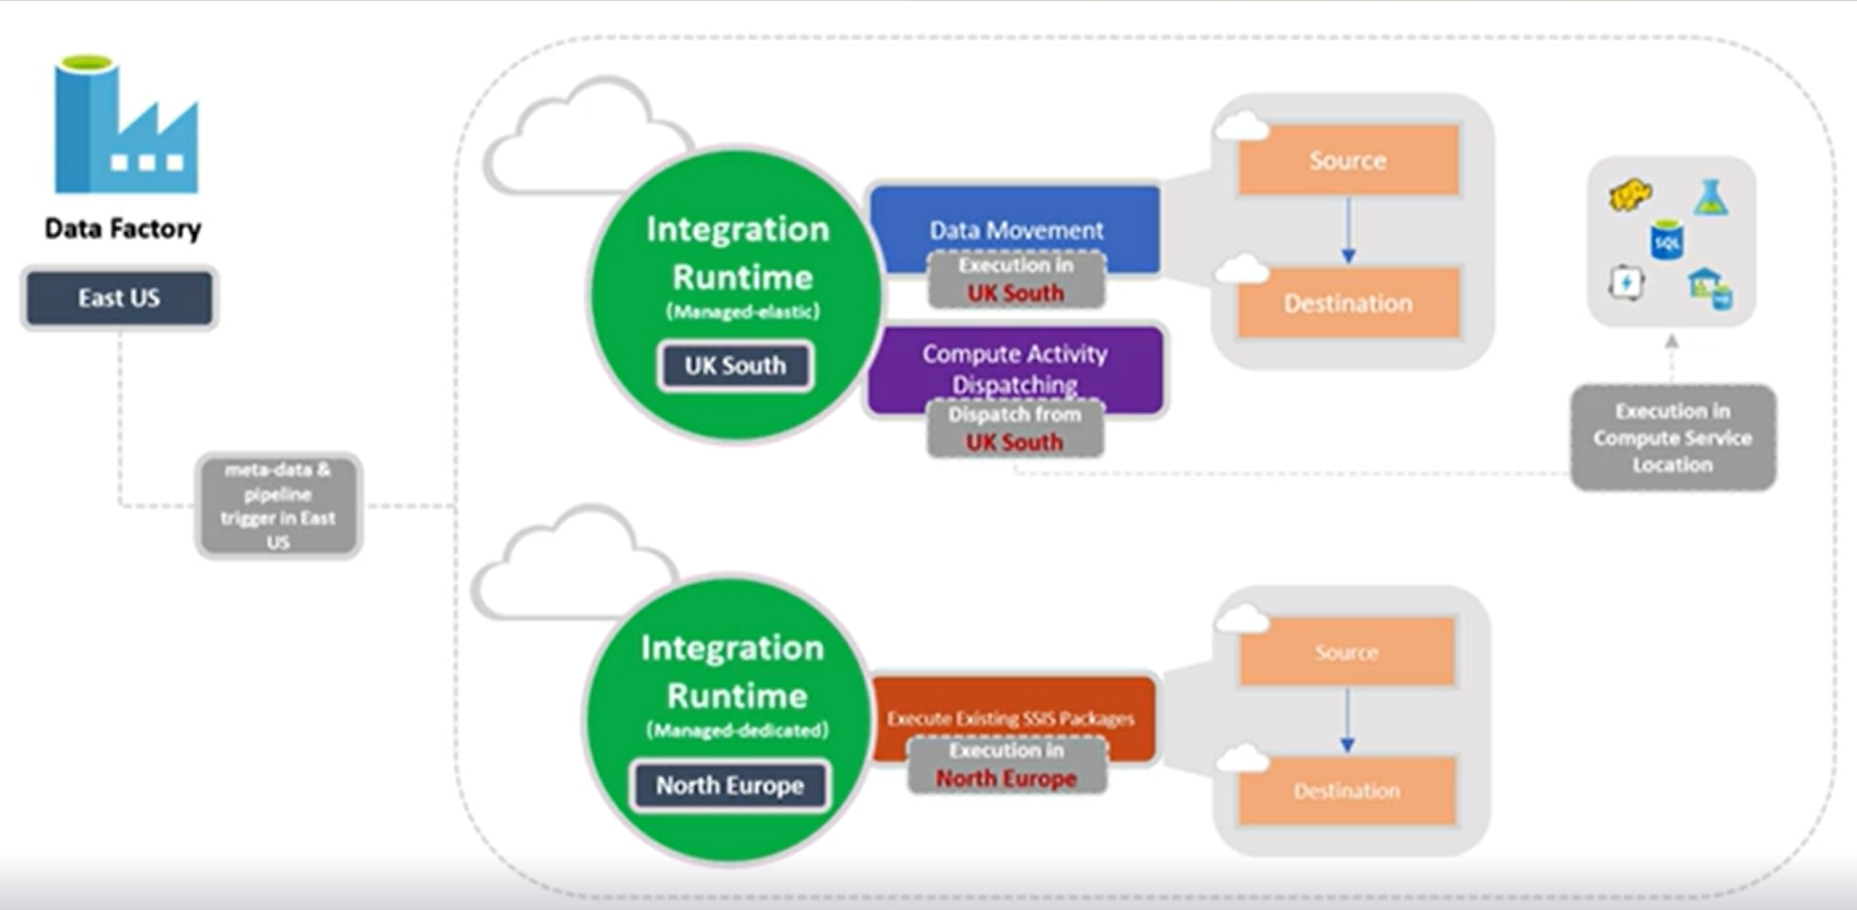 Data Factory
East US
meta-data &
pipeline
trigger in East
US
Integration
Runtime
(Managed-elastic)
UK South
Data Movement
Execution in
UK South
Compute Activity
Dispatching
Dispatch from
UK South
Source
Destination
SQL
Execution in
Compute Service
Location
Integration
Runtime
(Managed-dedicated)
North Europe
Execute Existing SSIS Packages
Execution in
North Europe
Source
Destination